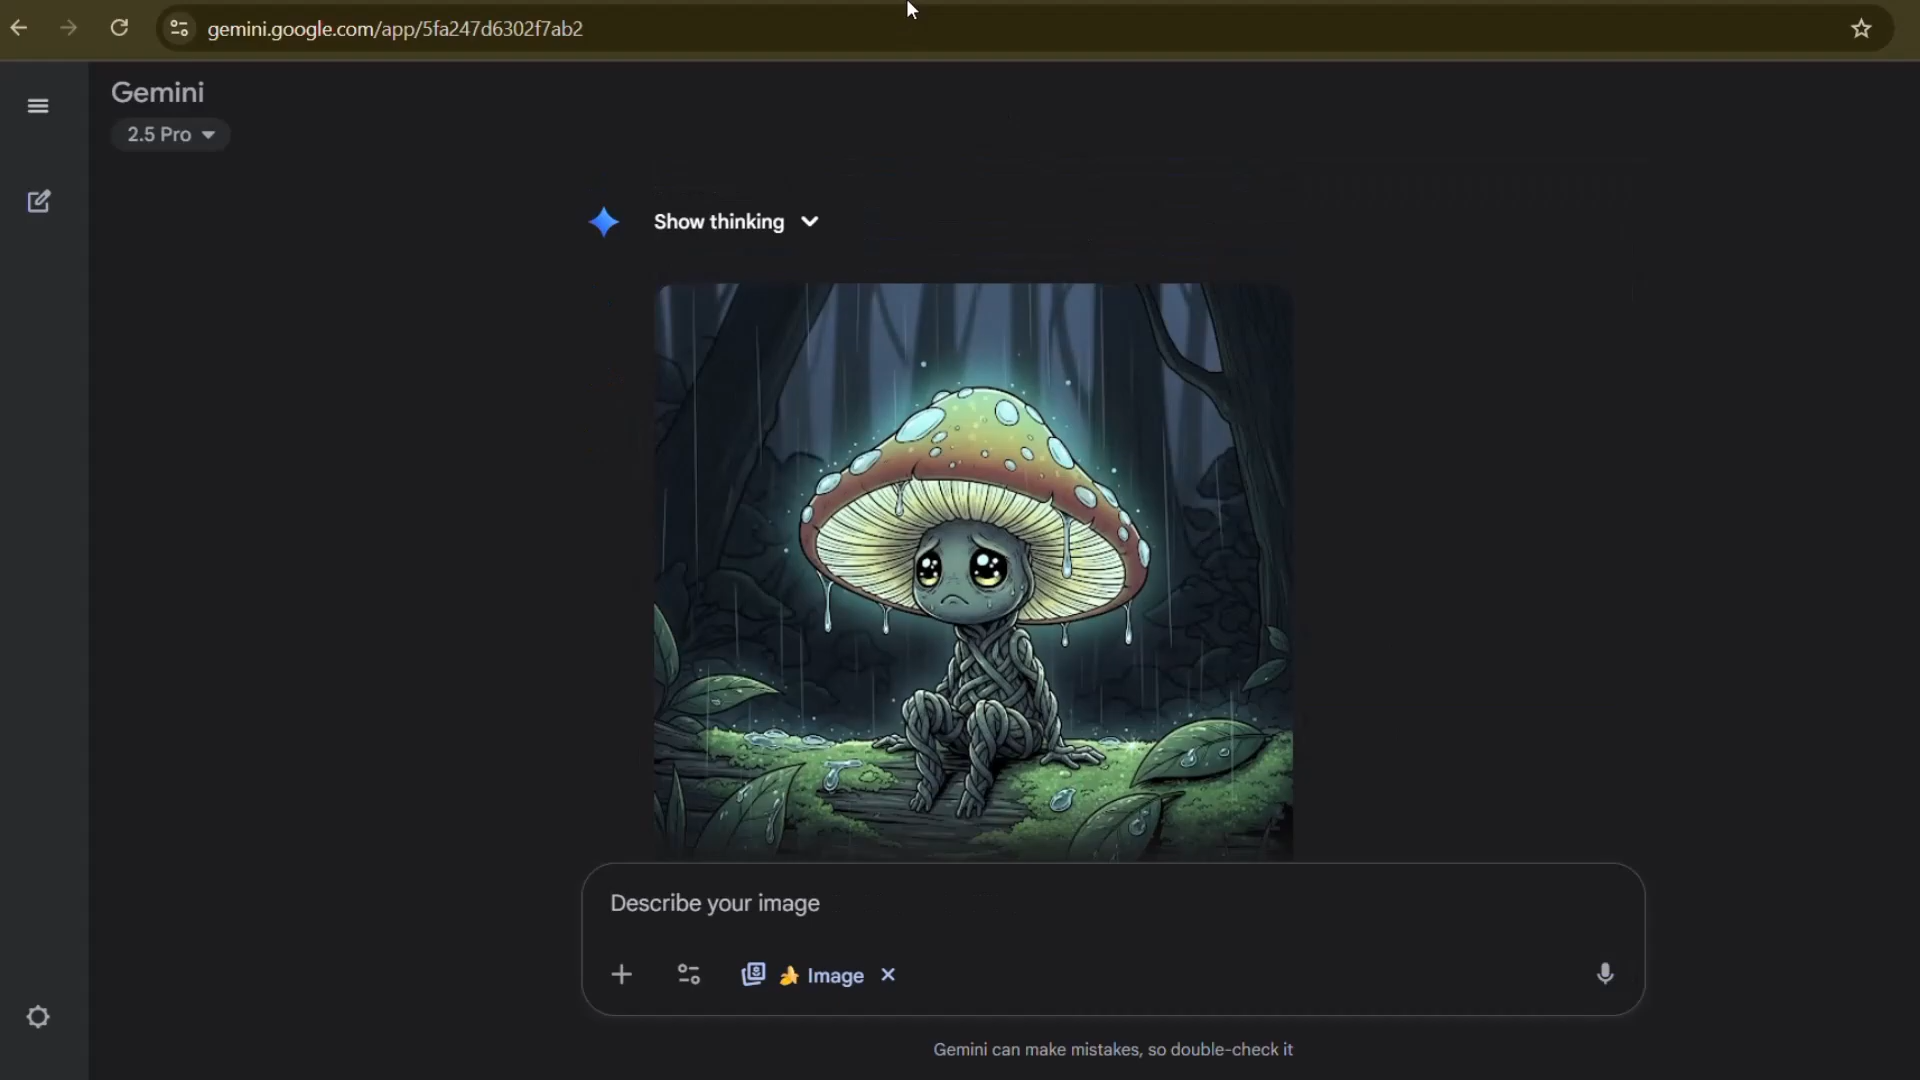 gemini.google.com/app/5fa247d6302f7ab2
Gemini
2.5 Pro
Show thinking
Describe your image
Image
Gemini can make mistakes, so double-check it